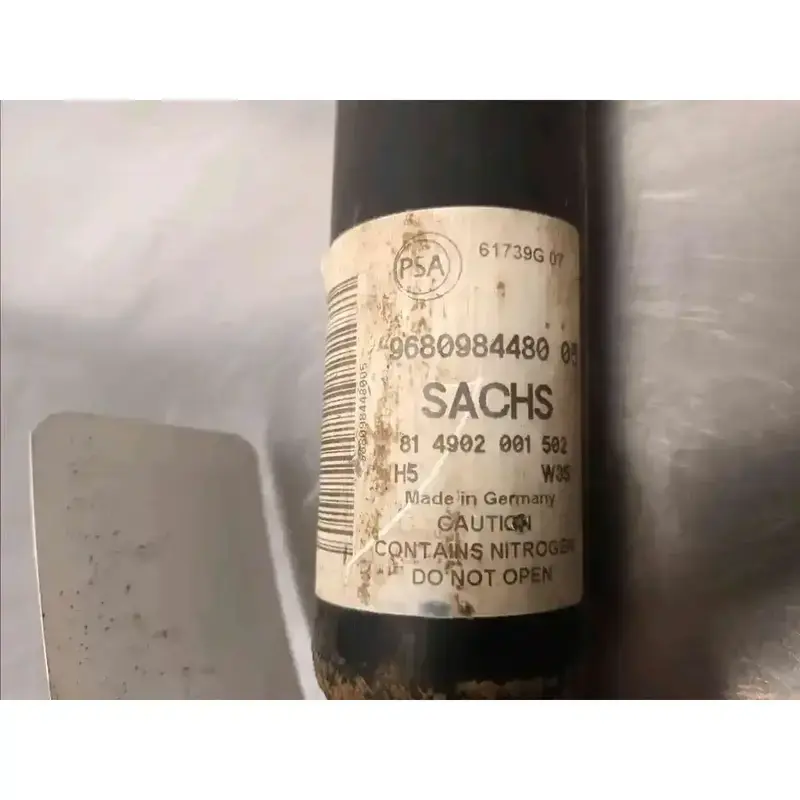 PSA
61739G 07
9680984480 05
SACHS
81 4902 001 502
H5 W35
Made in Germany
CAUTION
CONTAINS NITROGEN
DO NOT OPEN
968098448005